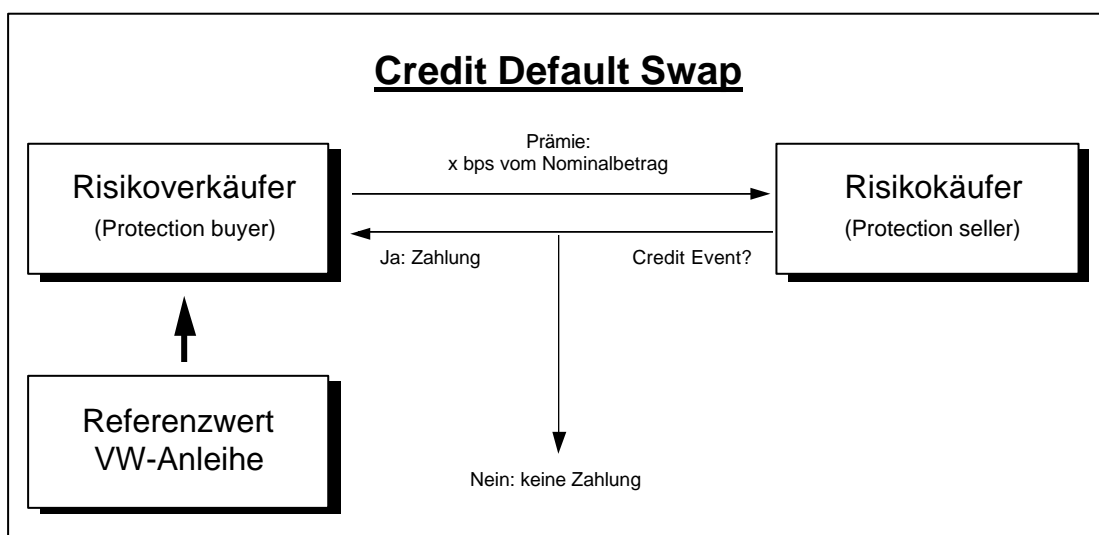 Credit Default Swap
Prämie:
x bps vom Nominalbetrag
Risikoverkäufer
(Protection buyer)
Risikokäufer
(Protection seller)
Ja: Zahlung
Credit Event?
Referenzwert
VW-Anleihe
Nein: keine Zahlung